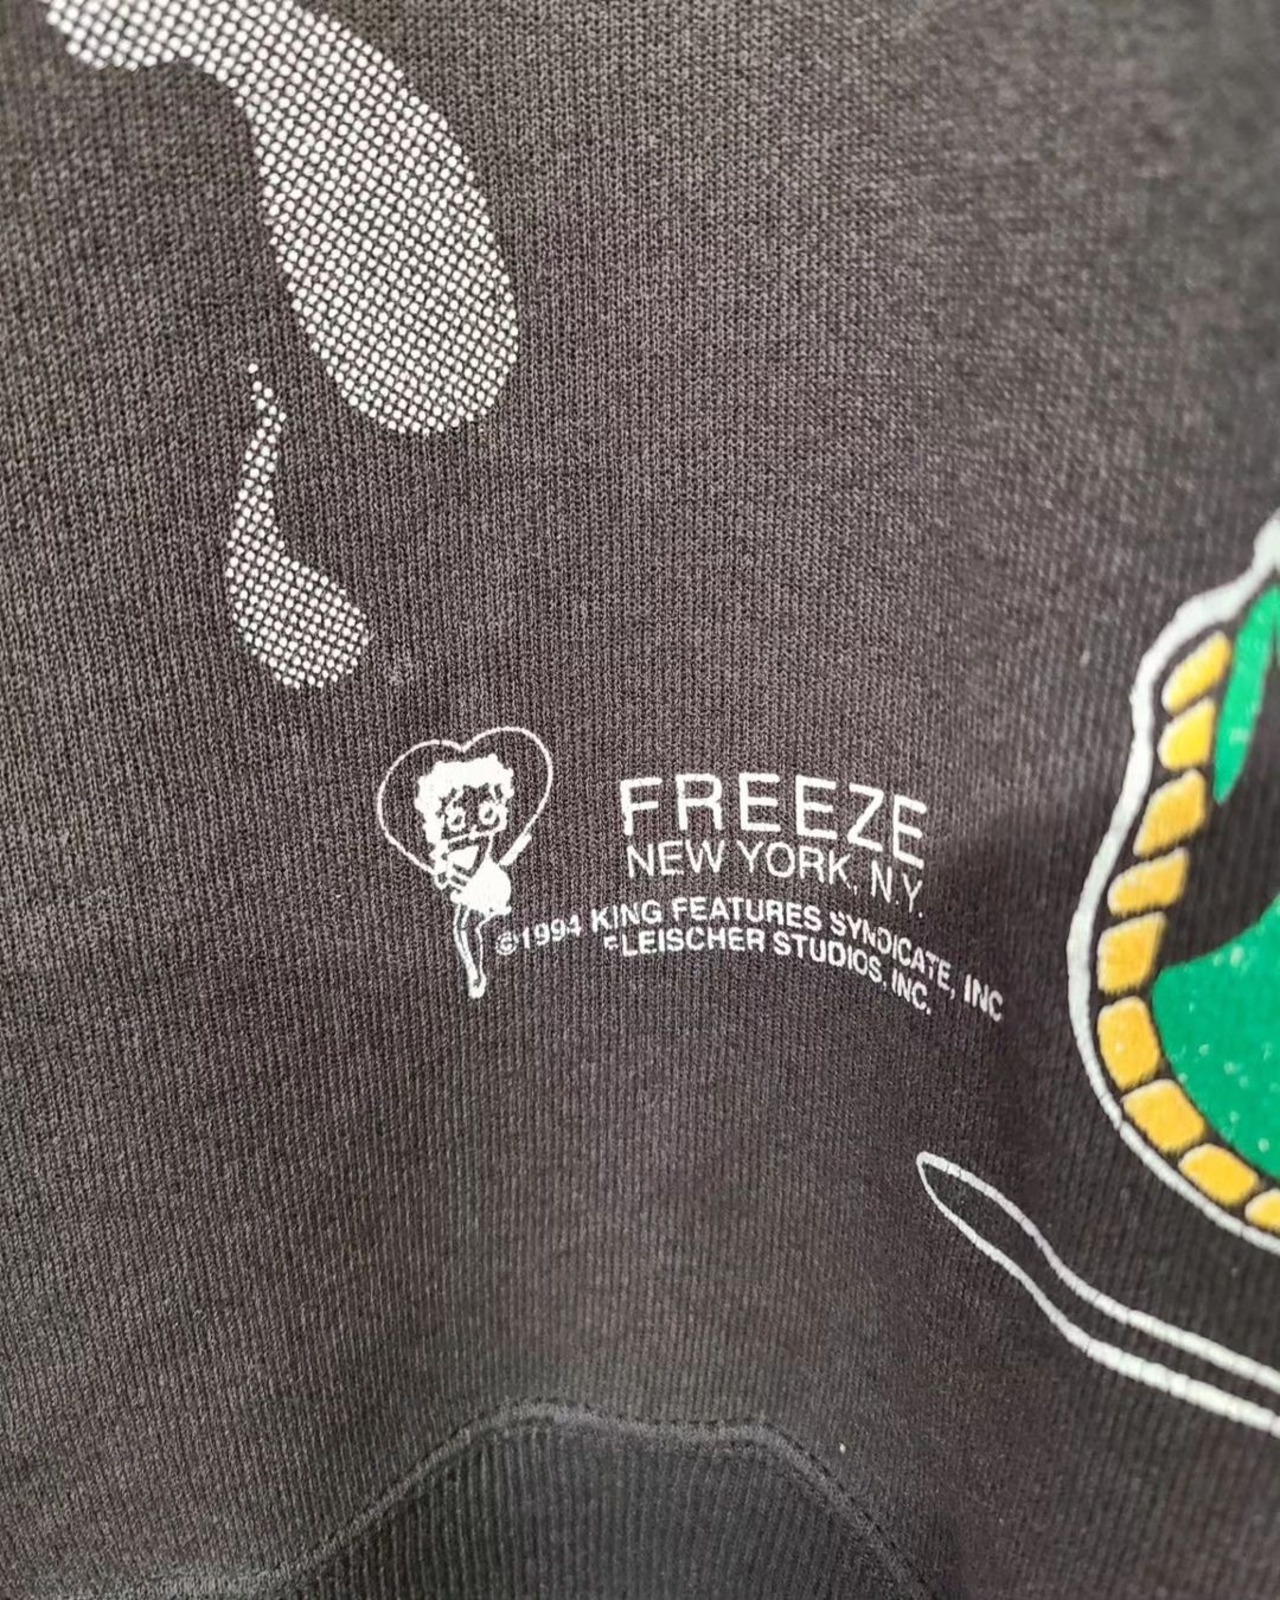 FREEZE
NEW YORK, N.Y.
©1994 KING FEATURES SYNDICATE, INC
FLEISCHER STUDIOS, INC.